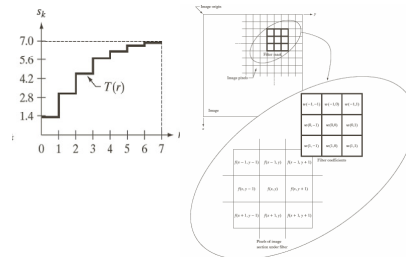 s_k
7.0
5.6
4.2
2.8
1.4
T(r)
0 1 2 3 4 5 6 7
Image origin
y
Filter mask
Image pixels
Image
w(−1, −1) w(−1, 0) w(−1, 1)
w(0, −1) w(0, 0) w(0, 1)
w(1, −1) w(1, 0) w(1, 1)
Filter coefficients
f(x − 1, y − 1) f(x − 1, y) f(x − 1, y + 1)
f(x, y − 1) f(x, y) f(x, y + 1)
f(x + 1, y − 1) f(x + 1, y) f(x + 1, y + 1)
Pixels of image
section under filter